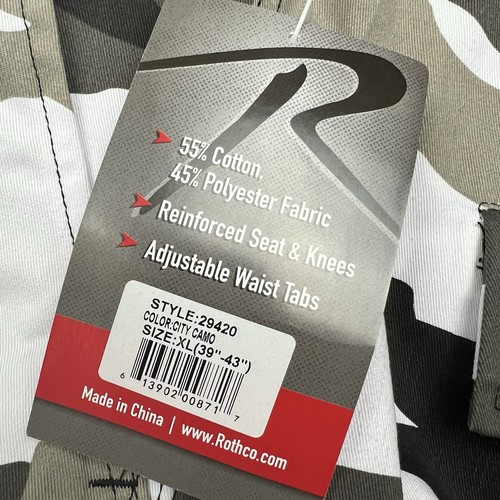 R
55% Cotton,
45% Polyester Fabric
Reinforced Seat & Knees
Adjustable Waist Tabs
STYLE:29420
COLOR:CITY CAMO
SIZE:XL(39"-43")
6 13902 00871 7
Made in China | www.Rothco.com